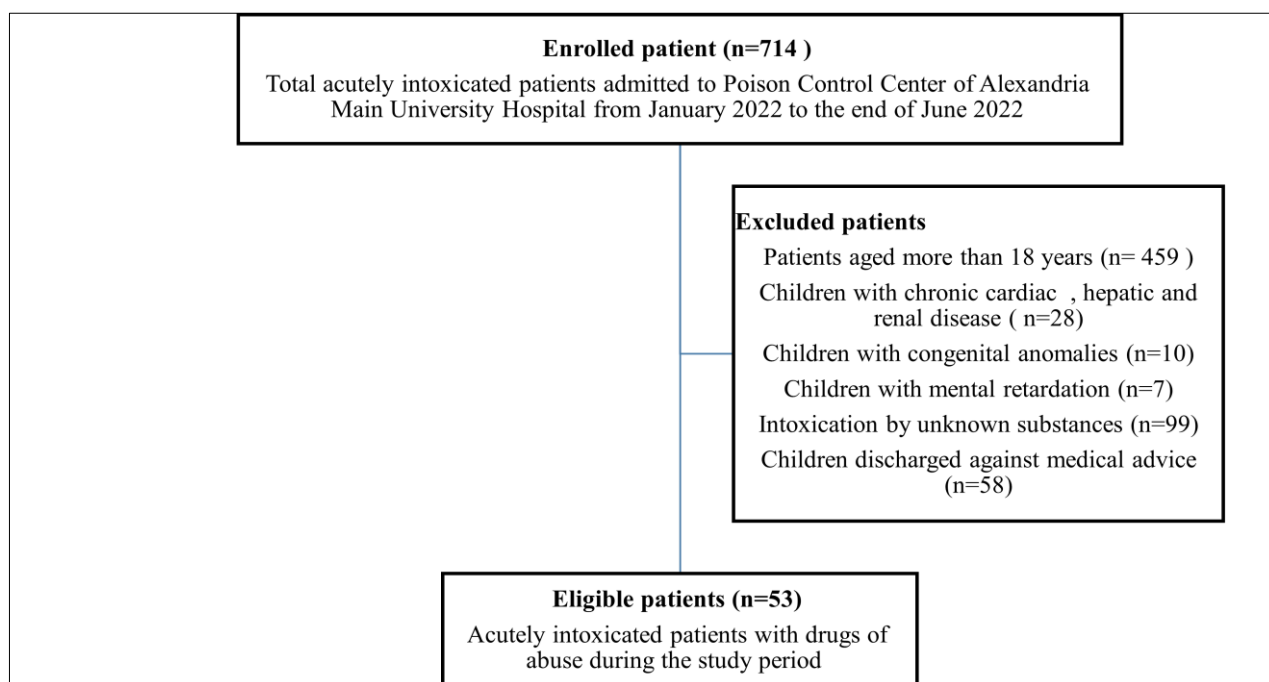 Enrolled patient (n=714 )
Total acutely intoxicated patients admitted to Poison Control Center of Alexandria
Main University Hospital from January 2022 to the end of June 2022
Excluded patients
Patients aged more than 18 years (n= 459 )
Children with chronic cardiac , hepatic and
renal disease ( n=28)
Children with congenital anomalies (n=10)
Children with mental retardation (n=7)
Intoxication by unknown substances (n=99)
Children discharged against medical advice
(n=58)
Eligible patients (n=53)
Acutely intoxicated patients with drugs of
abuse during the study period